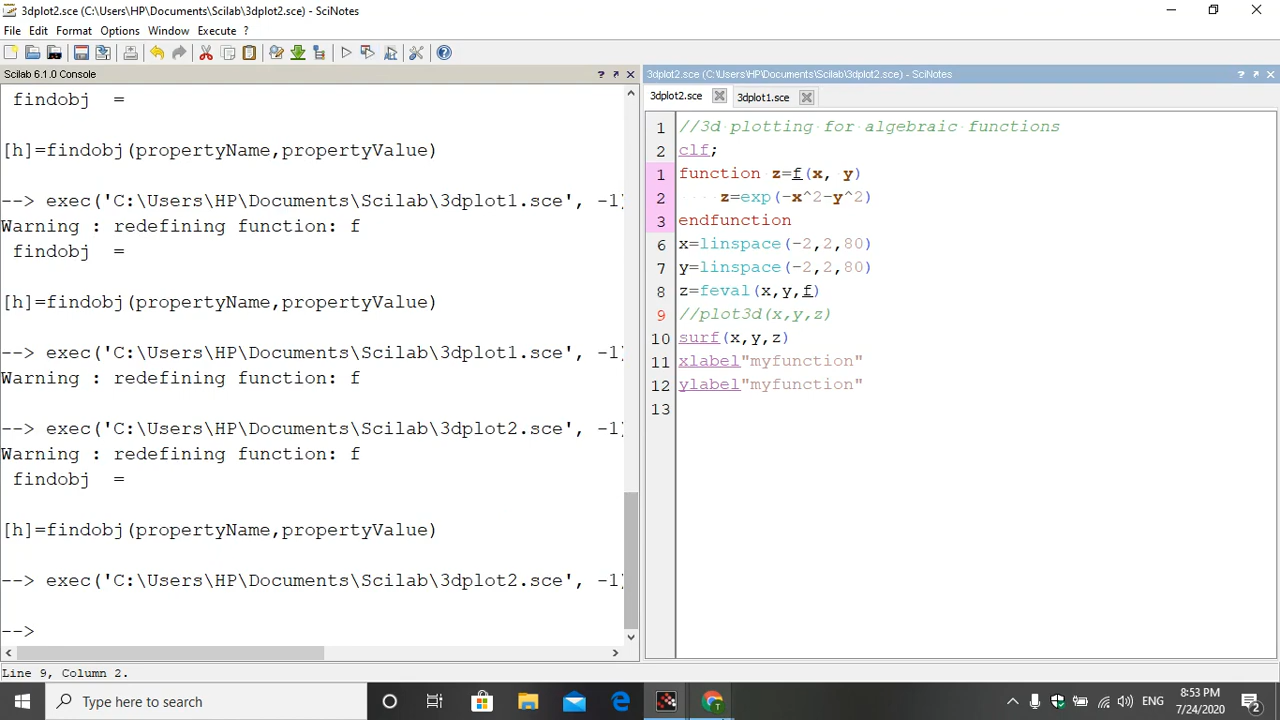 3dplot2.sce (C:\Users\HP\Documents\Scilab\3dplot2.sce) - SciNotes
File Edit Format Options Window Execute ?
Scilab 6.1.0 Console
findobj =
[h]=findobj(propertyName,propertyValue)
--> exec('C:\Users\HP\Documents\Scilab\3dplot1.sce', -1)
Warning : redefining function: f
findobj =
[h]=findobj(propertyName,propertyValue)
--> exec('C:\Users\HP\Documents\Scilab\3dplot1.sce', -1)
Warning : redefining function: f
--> exec('C:\Users\HP\Documents\Scilab\3dplot2.sce', -1)
Warning : redefining function: f
findobj =
[h]=findobj(propertyName,propertyValue)
--> exec('C:\Users\HP\Documents\Scilab\3dplot2.sce', -1)
-->
3dplot2.sce (C:\Users\HP\Documents\Scilab\3dplot2.sce) - SciNotes
3dplot2.sce 3dplot1.sce
1 //3d plotting for algebraic functions
2 clf;
1 function z=f(x, y)
2 z=exp(-x^2-y^2)
3 endfunction
6 x=linspace(-2,2,80)
7 y=linspace(-2,2,80)
8 z=feval(x,y,f)
9 //plot3d(x,y,z)
10 surf(x,y,z)
11 xlabel"myfunction"
12 ylabel"myfunction"
13
Line 9, Column 2.
Type here to search
ENG
8:53 PM
7/24/2020
2